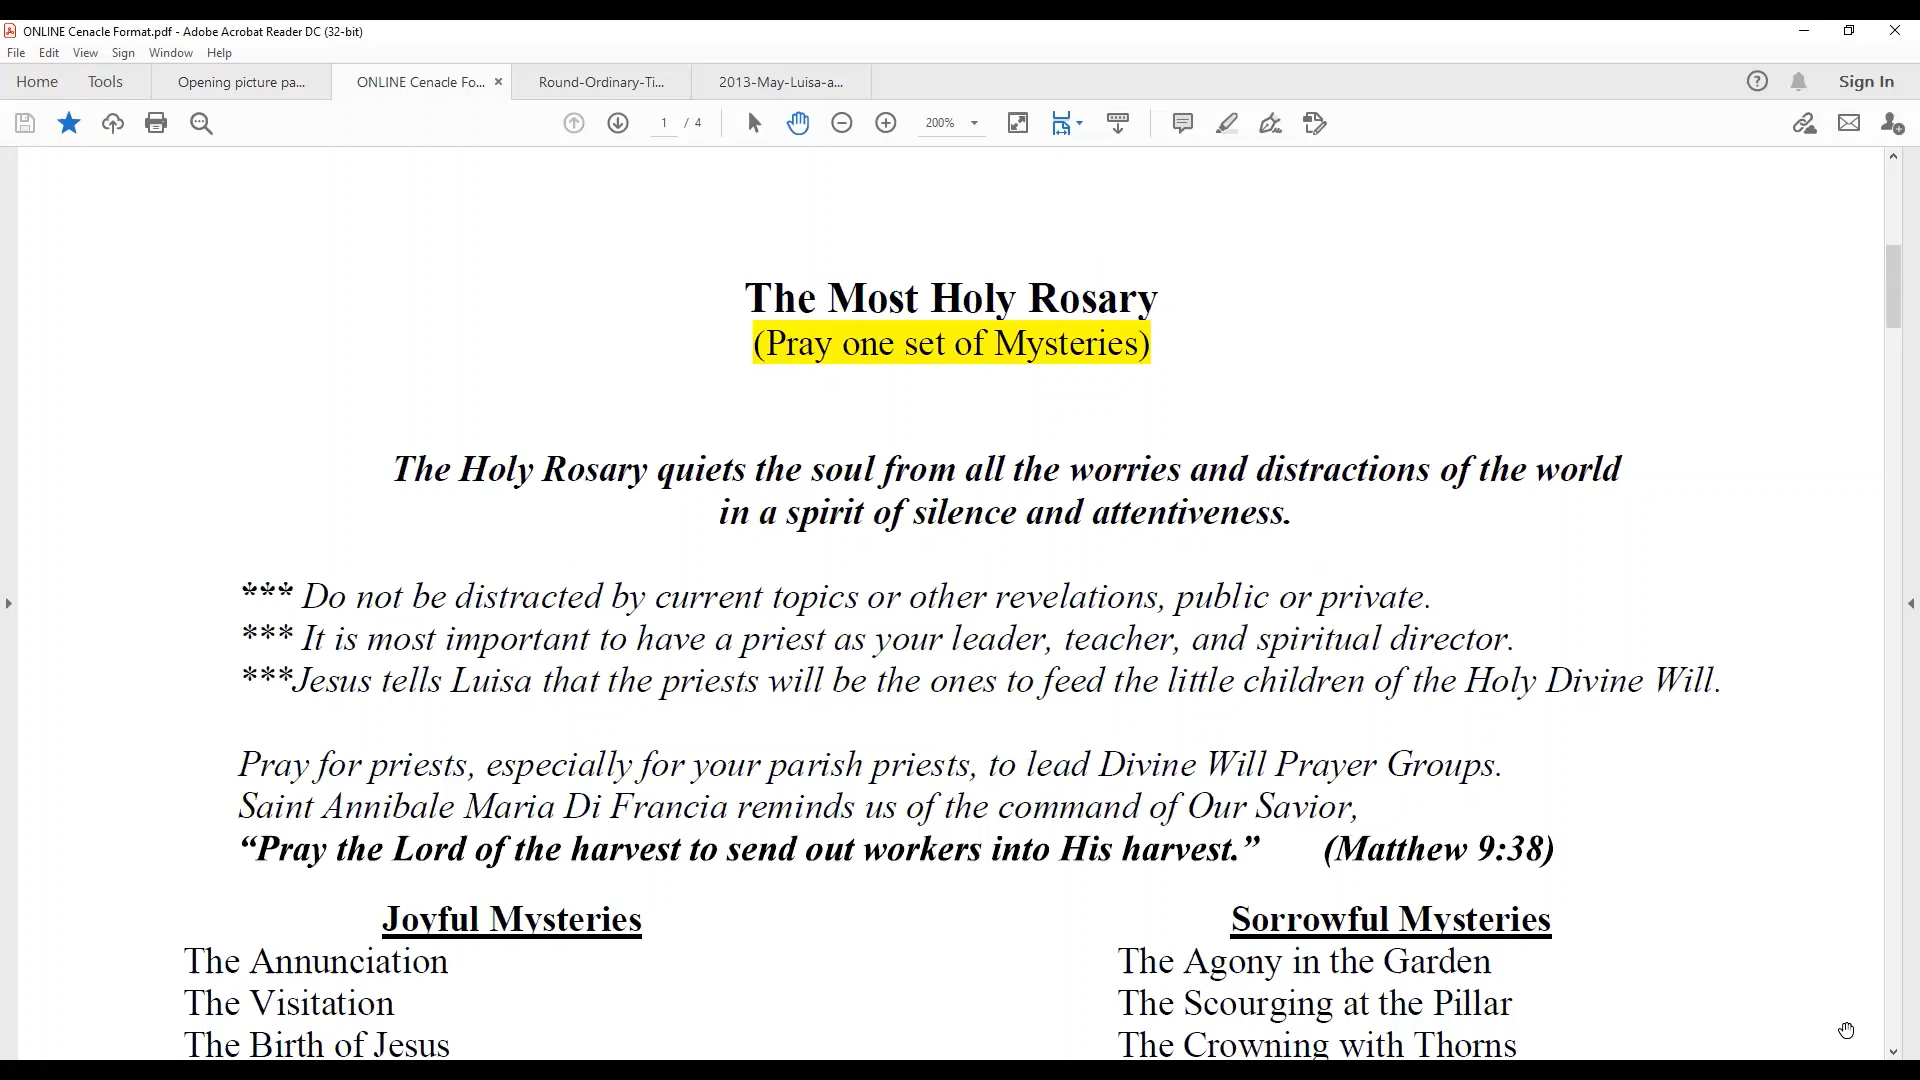 ONLINE Cenacle Format.pdf - Adobe Acrobat Reader DC (32-bit)
File Edit View Sign Window Help
Home Tools Opening picture pa... ONLINE Cenacle Fo... × Round-Ordinary-Ti... 2013-May-Luisa-a... Sign In
1 / 4 200%
The Most Holy Rosary
(Pray one set of Mysteries)
The Holy Rosary quiets the soul from all the worries and distractions of the world
in a spirit of silence and attentiveness.
*** Do not be distracted by current topics or other revelations, public or private.
*** It is most important to have a priest as your leader, teacher, and spiritual director.
***Jesus tells Luisa that the priests will be the ones to feed the little children of the Holy Divine Will.
Pray for priests, especially for your parish priests, to lead Divine Will Prayer Groups.
Saint Annibale Maria Di Francia reminds us of the command of Our Savior,
“Pray the Lord of the harvest to send out workers into His harvest.” (Matthew 9:38)
Joyful Mysteries Sorrowful Mysteries
The Annunciation The Agony in the Garden
The Visitation The Scourging at the Pillar
The Birth of Jesus The Crowning with Thorns